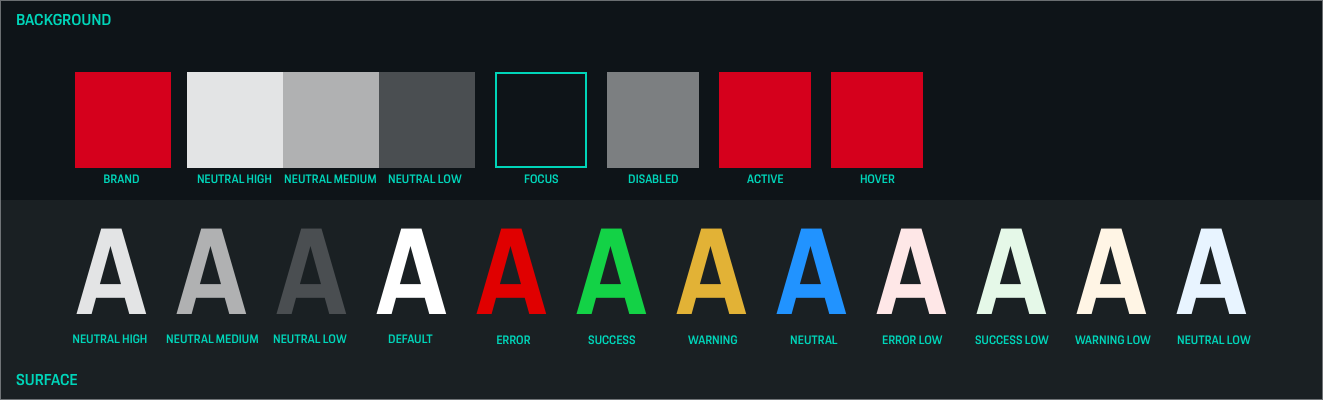 BACKGROUND
BRAND NEUTRAL HIGH NEUTRAL MEDIUM NEUTRAL LOW FOCUS DISABLED ACTIVE HOVER
A A A A A A A A A A A A
NEUTRAL HIGH NEUTRAL MEDIUM NEUTRAL LOW DEFAULT ERROR SUCCESS WARNING NEUTRAL ERROR LOW SUCCESS LOW WARNING LOW NEUTRAL LOW
SURFACE